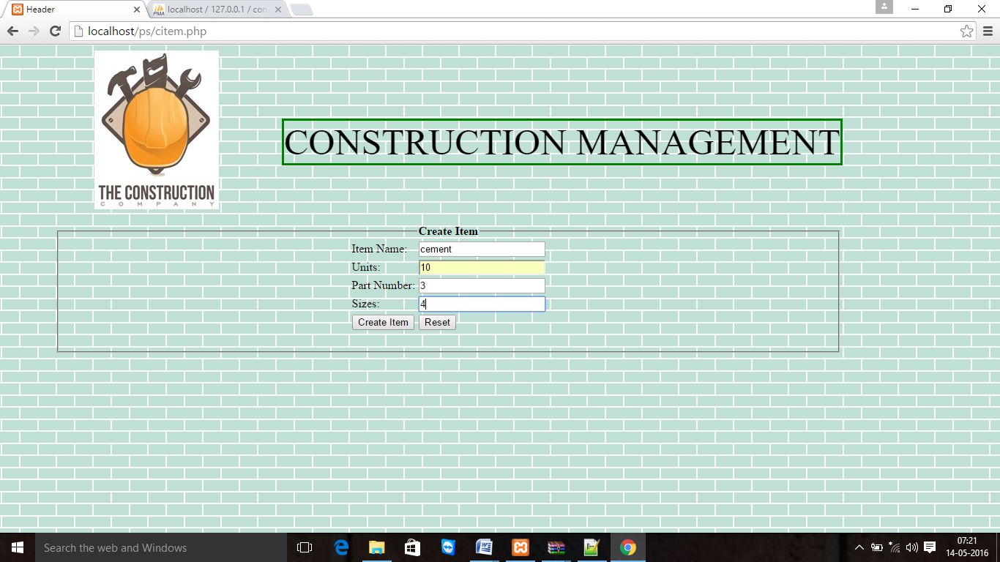 Header
PMA localhost / 127.0.0.1 / con
localhost/ps/citem.php
THE CONSTRUCTION
COMPANY
CONSTRUCTION MANAGEMENT
Create Item
Item Name: cement
Units: 10
Part Number: 3
Sizes: 4
Create Item Reset
Search the web and Windows
07:21
14-05-2016